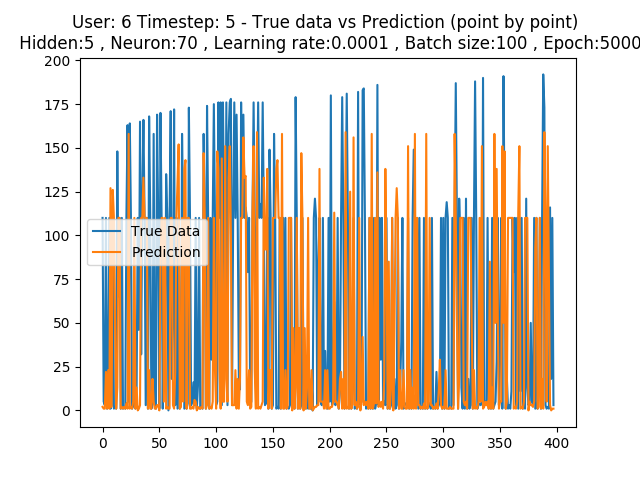 User: 6 Timestep: 5 - True data vs Prediction (point by point)
Hidden:5 , Neuron:70 , Learning rate:0.0001 , Batch size:100 , Epoch:5000
200
175
150
125
100
75
50
25
0
True Data
Prediction
0 50 100 150 200 250 300 350 400